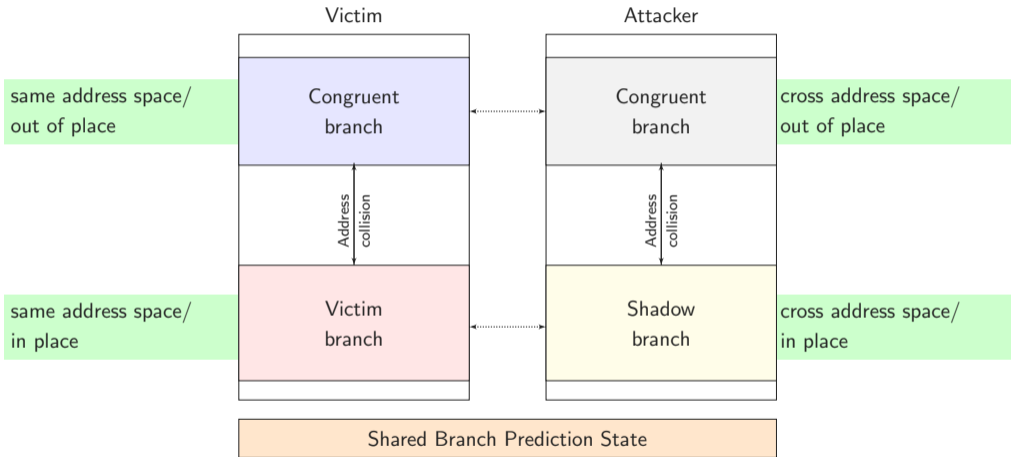 Victim
Attacker
same address space/
out of place
Congruent
branch
Congruent
branch
cross address space/
out of place
Address
collision
Address
collision
same address space/
in place
Victim
branch
Shadow
branch
cross address space/
in place
Shared Branch Prediction State